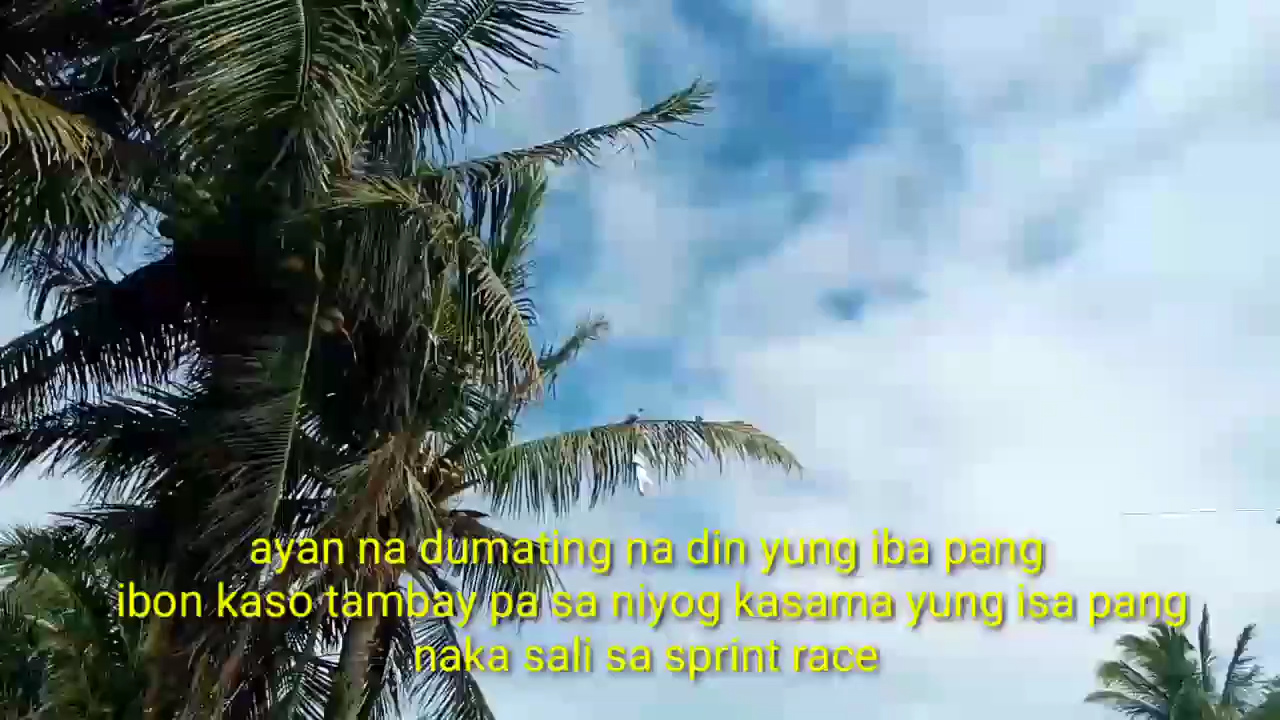 ayan na dumating na din yung iba pang
ibon kaso tambay pa sa niyog kasama yung isa pang
naka sali sa sprint race